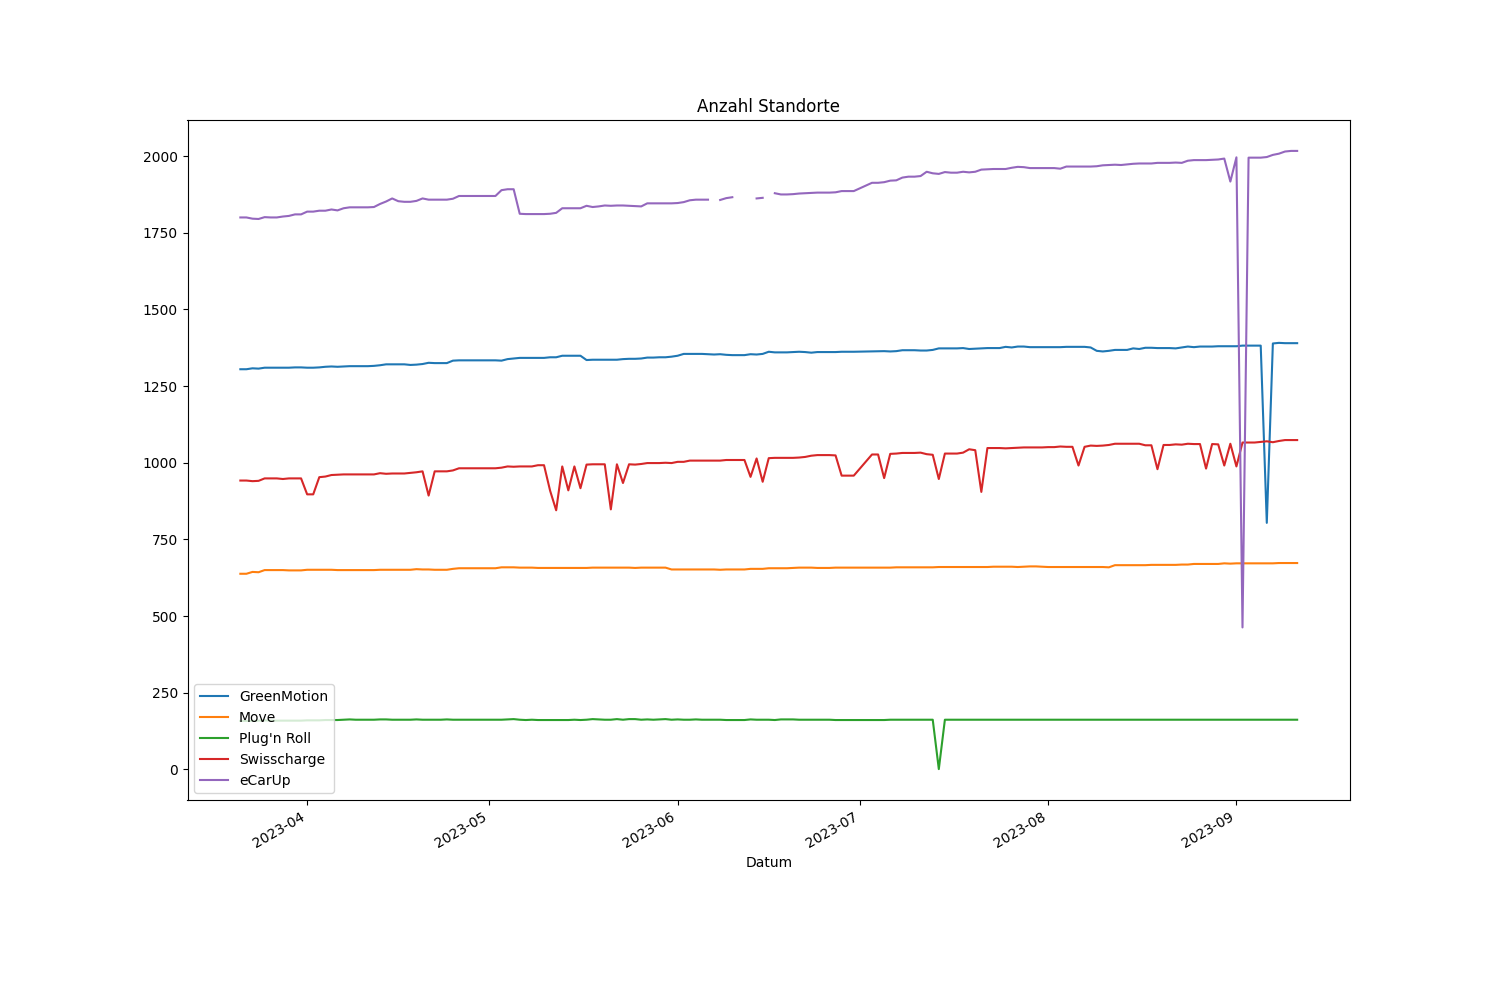 Anzahl Standorte
2000
1750
1500
1250
1000
750
500
250
0
GreenMotion
Move
Plug'n Roll
Swisscharge
eCarUp
2023-04
2023-05
2023-06
2023-07
2023-08
2023-09
Datum